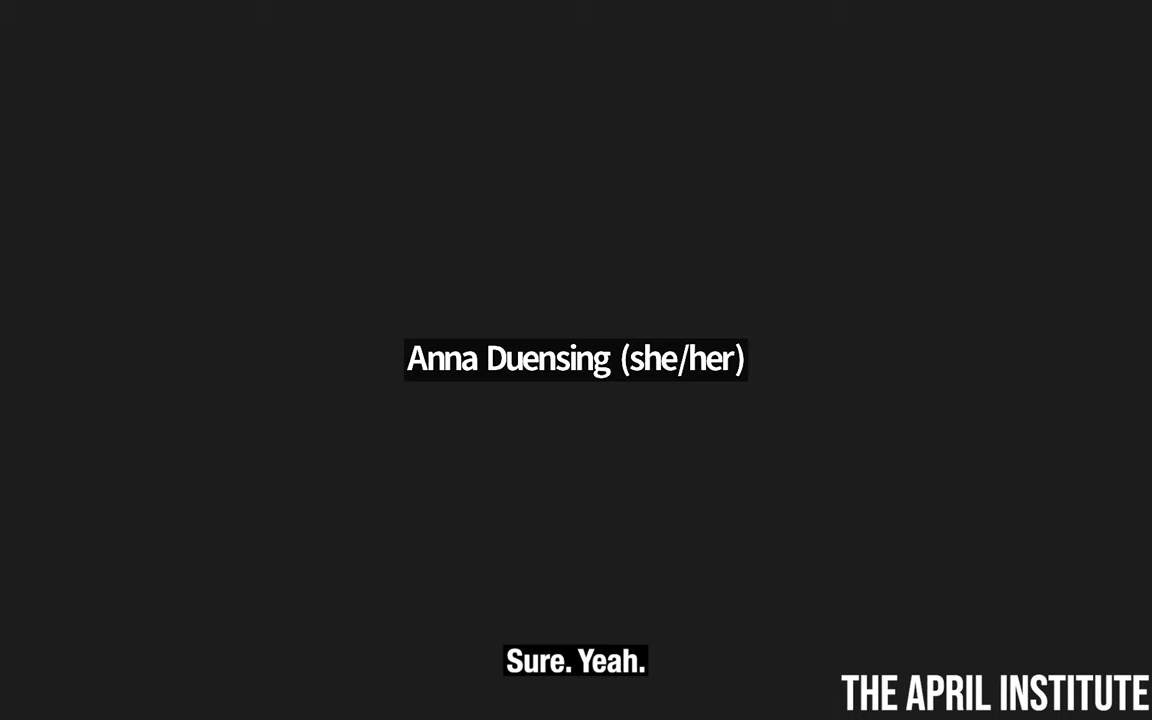 Anna Duensing (she/her)
Sure. Yeah.
THE APRIL INSTITUTE